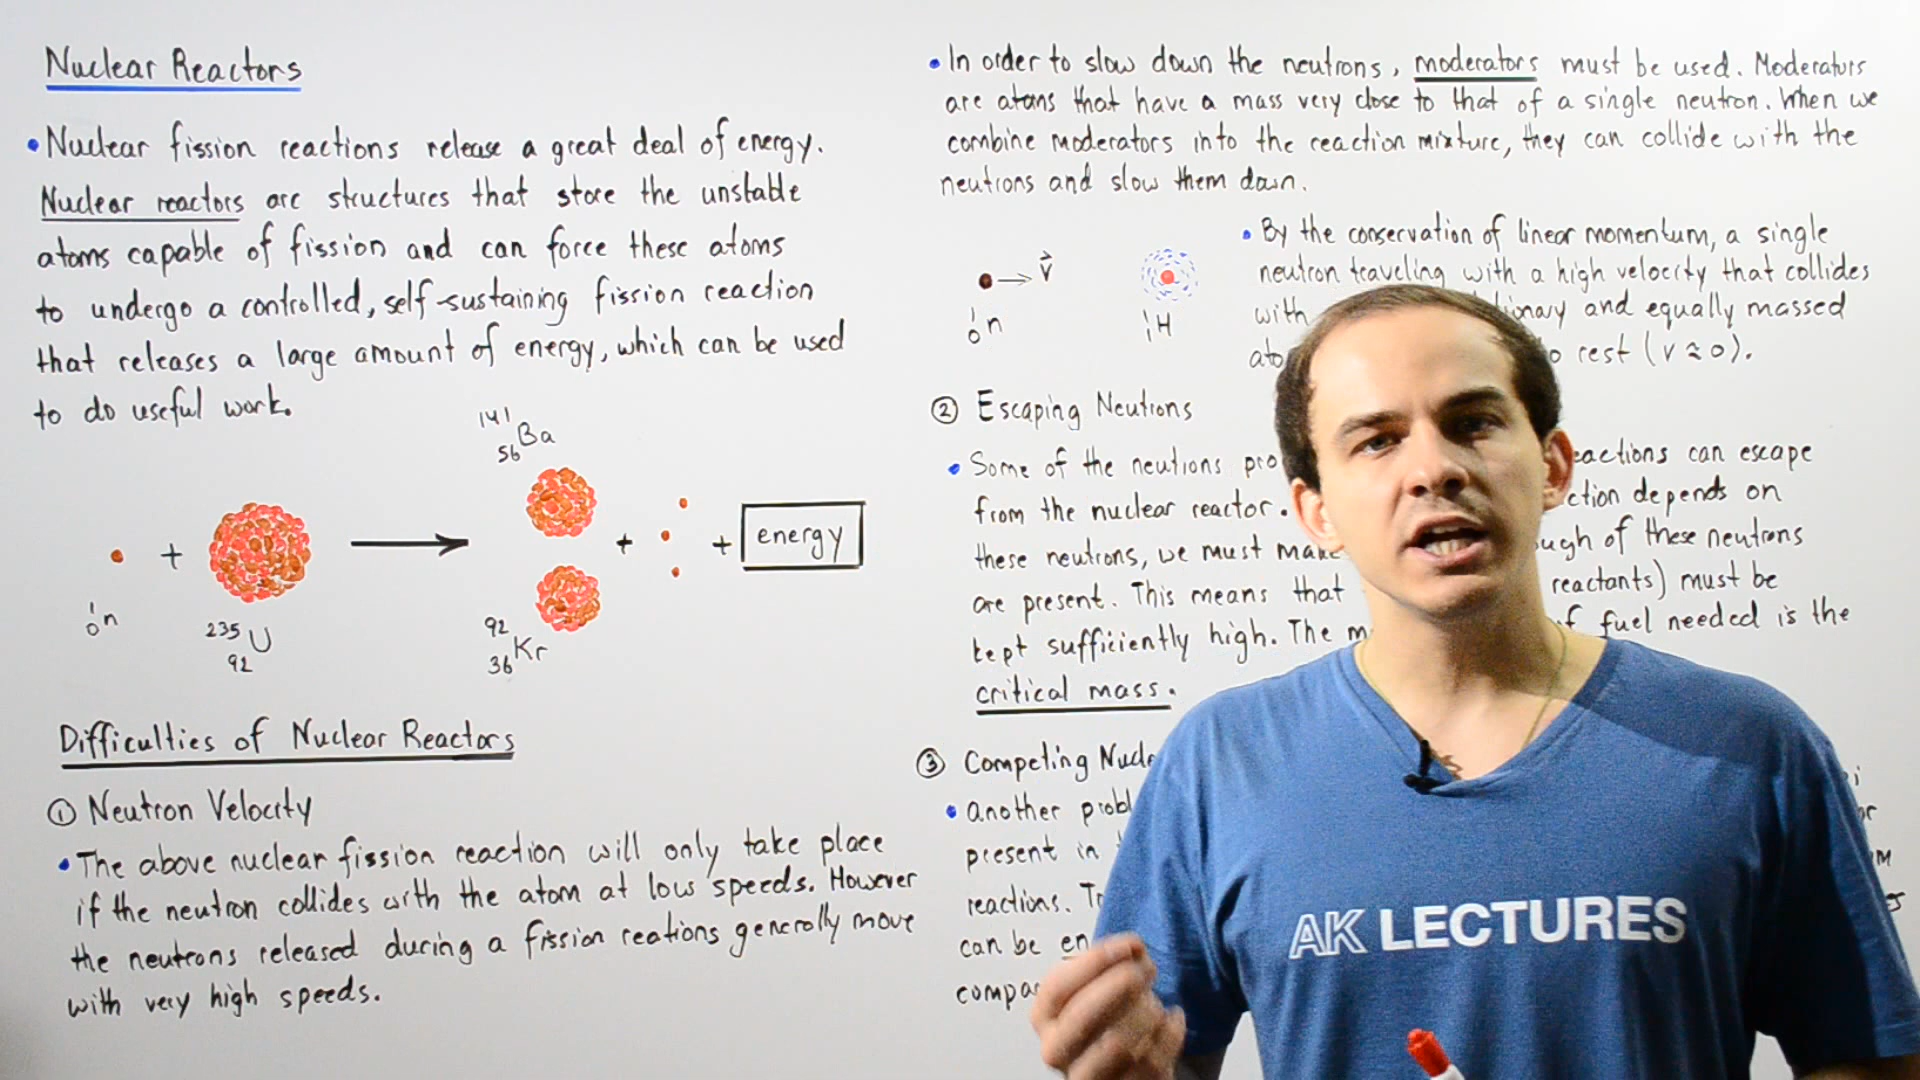 Nuclear Reactors
• Nuclear fission reactions release a great deal of energy.
Nuclear reactors are structures that store the unstable
atoms capable of fission and can force these atoms
to undergo a controlled, self-sustaining fission reaction
that releases a large amount of energy, which can be used
to do useful work.
141
56 Ba
+ → + + energy
1
0 n
235
92 U
92
36 Kr
Difficulties of Nuclear Reactors
① Neutron Velocity
• The above nuclear fission reaction will only take place
if the neutron collides with the atom at low speeds. However
the neutrons released during a fission reations generally move
with very high speeds.
• In order to slow down the neutrons, moderators must be used. Moderators
are atoms that have a mass very close to that of a single neutron. When we
combine moderators into the reaction mixture, they can collide with the
neutrons and slow them down.
→ v
1
0 n
1
1 H
• By the conservation of linear momentum, a single
neutron traveling with a high velocity that collides
with and equally massed
rest (v ≈ 0).
② Escaping Neutrons
• Some of the neutrons can escape
from the nuclear reactor. depends on
these neutrons, we must of these neutrons
are present. This means that reactants) must be
kept sufficiently high. The fuel needed is the
critical mass.
③ Competing
• another
present in
reactions.
can be
AK LECTURES